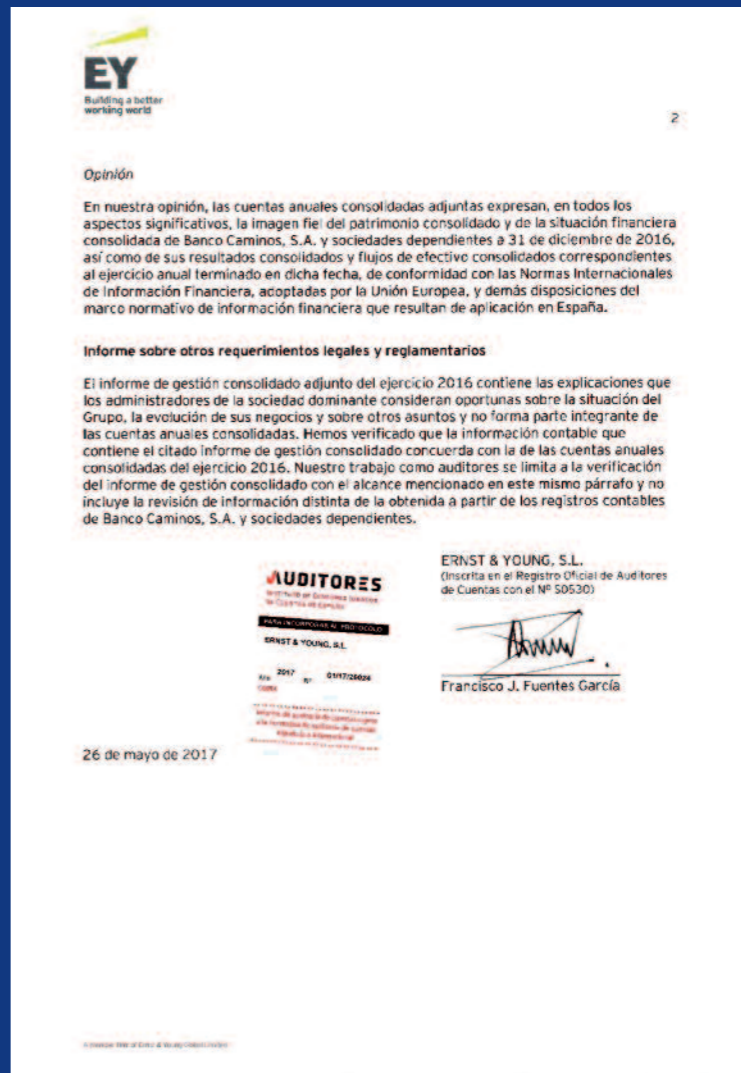 EY
Building a better
working world
2
Opinión
En nuestra opinión, las cuentas anuales consolidadas adjuntas expresan, en todos los
aspectos significativos, la imagen fiel del patrimonio consolidado y de la situación financiera
consolidada de Banco Caminos, S.A. y sociedades dependientes a 31 de diciembre de 2016,
así como de sus resultados consolidados y flujos de efectivo consolidados correspondientes
al ejercicio anual terminado en dicha fecha, de conformidad con las Normas Internacionales
de Información Financiera, adoptadas por la Unión Europea, y demás disposiciones del
marco normativo de información financiera que resultan de aplicación en España.
Informe sobre otros requerimientos legales y reglamentarios
El informe de gestión consolidado adjunto del ejercicio 2016 contiene las explicaciones que
los administradores de la sociedad dominante consideran oportunas sobre la situación del
Grupo, la evolución de sus negocios y sobre otros asuntos y no forma parte integrante de
las cuentas anuales consolidadas. Hemos verificado que la información contable que
contiene el citado informe de gestión consolidado concuerda con la de las cuentas anuales
consolidadas del ejercicio 2016. Nuestro trabajo como auditores se limita a la verificación
del informe de gestión consolidado con el alcance mencionado en este mismo párrafo y no
incluye la revisión de información distinta de la obtenida a partir de los registros contables
de Banco Caminos, S.A. y sociedades dependientes.
AUDITORES
PARA INCORPORAR AL PROTOCOLO
ERNST & YOUNG, S.L.
Año 2017 Nº
ERNST & YOUNG, S.L.
(Inscrita en el Registro Oficial de Auditores
de Cuentas con el Nº S0530)
Francisco J. Fuentes García
26 de mayo de 2017